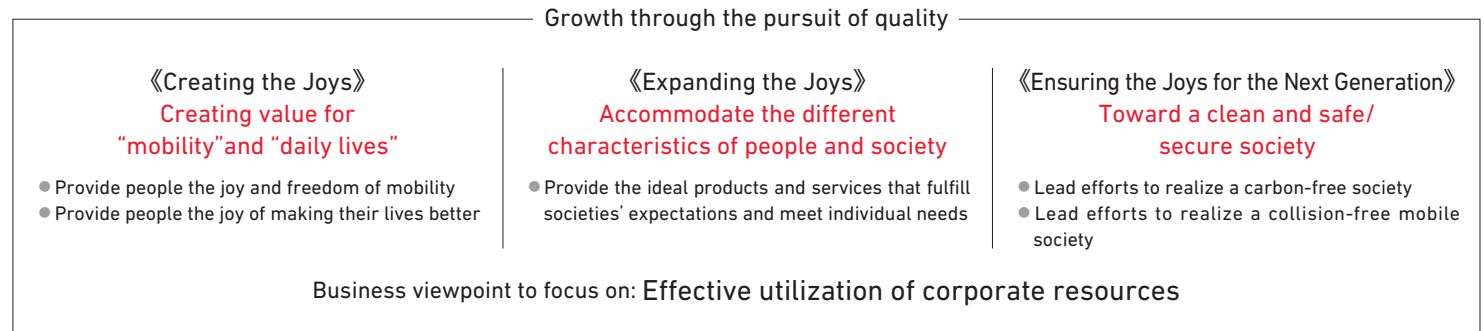 Growth through the pursuit of quality
《Creating the Joys》
Creating value for
“mobility”and “daily lives”
● Provide people the joy and freedom of mobility
● Provide people the joy of making their lives better
《Expanding the Joys》
Accommodate the different
characteristics of people and society
● Provide the ideal products and services that fulfill
societies’ expectations and meet individual needs
《Ensuring the Joys for the Next Generation》
Toward a clean and safe/
secure society
● Lead efforts to realize a carbon-free society
● Lead efforts to realize a collision-free mobile
society
Business viewpoint to focus on: Effective utilization of corporate resources